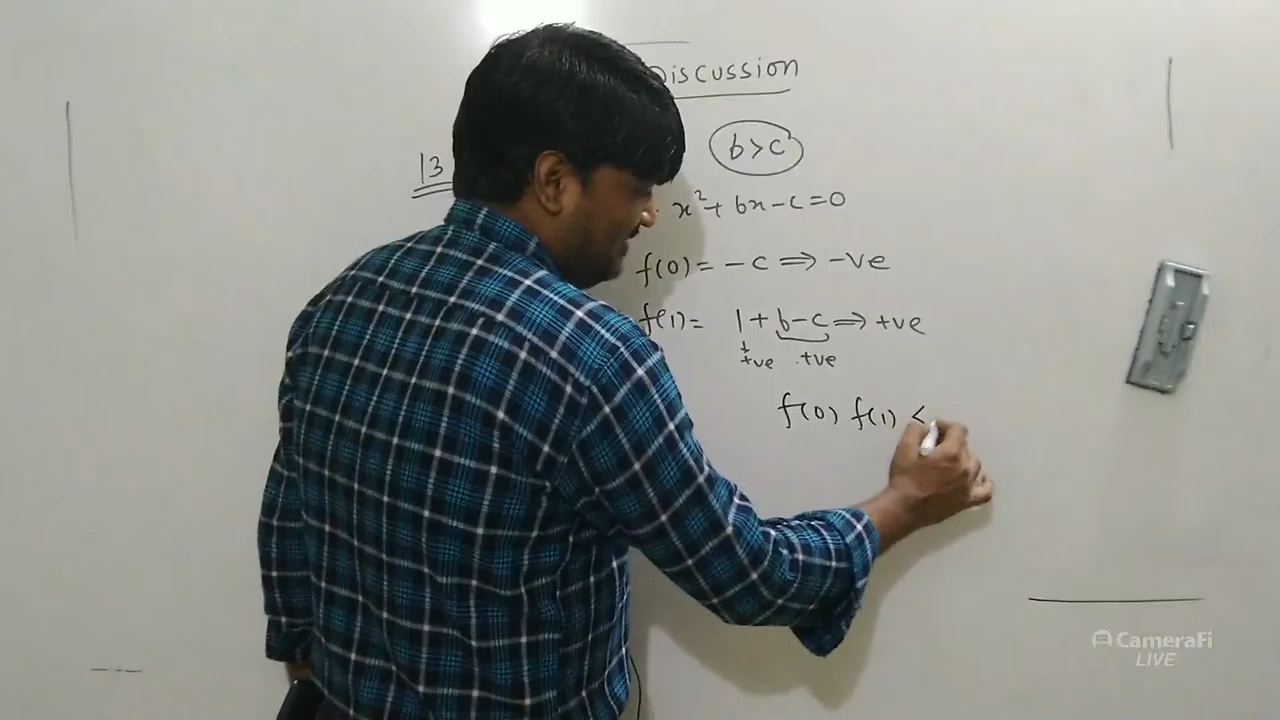 Discussion
13
b>c
x²+bx-c=0
f(0) = -c ⇒ -ve
f(1) = 1+b-c ⇒ +ve
+ve +ve
f(0) f(1) <
CameraFi
LIVE